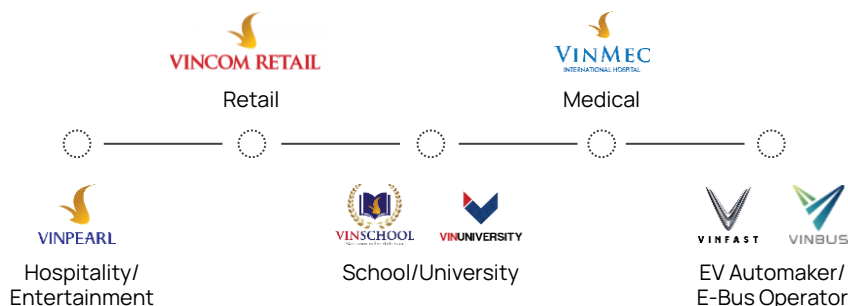 VINCOM RETAIL
Retail
VINMEC
INTERNATIONAL HOSPITAL
Medical
VINPEARL
Hospitality/
Entertainment
VINSCHOOL
VINUNIVERSITY
School/University
VINFAST
VINBUS
EV Automaker/
E-Bus Operator